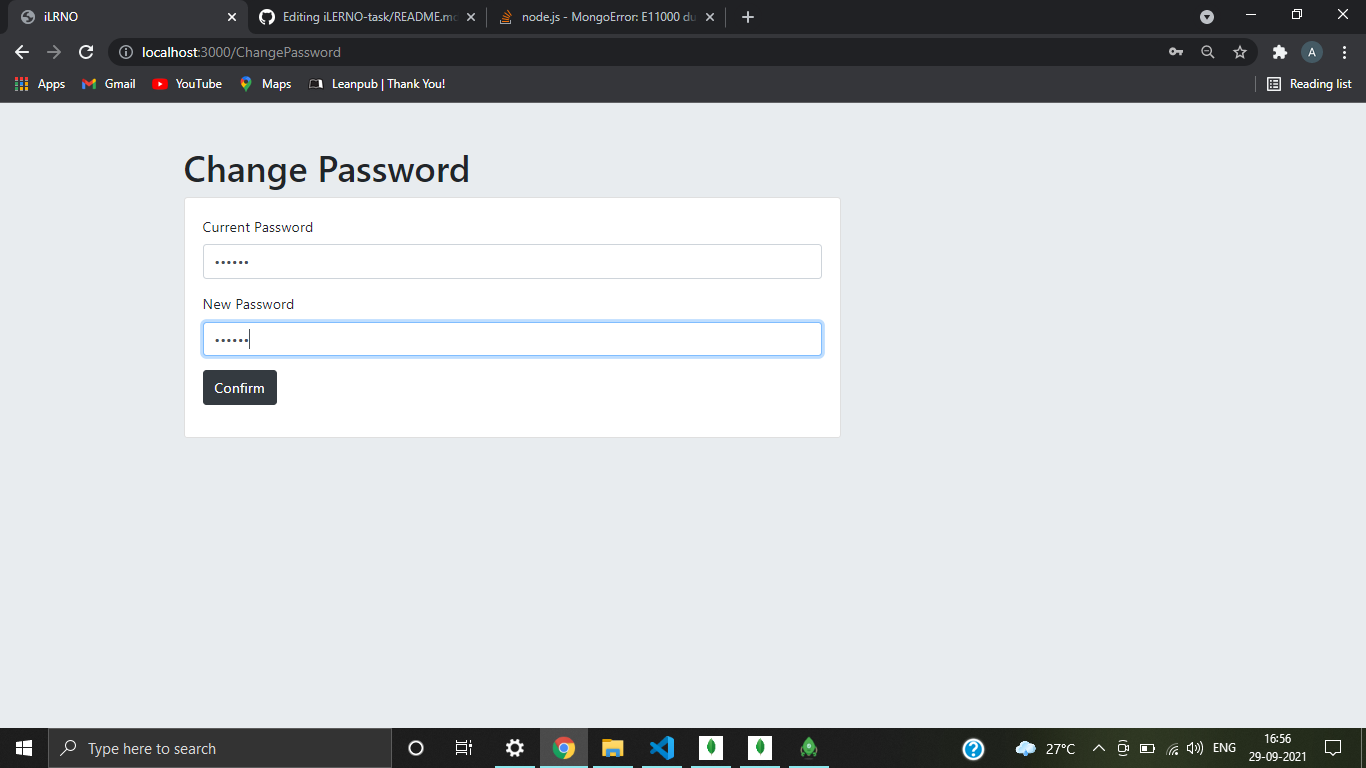 iLRNO
Editing iLERNO-task/README.mc
node.js - MongoError: E11000 du
localhost:3000/ChangePassword
A
Apps
Gmail
YouTube
Maps
Leanpub | Thank You!
Reading list
Change Password
Current Password
••••••
New Password
••••••
Confirm
Type here to search
27°C
ENG
16:56
29-09-2021